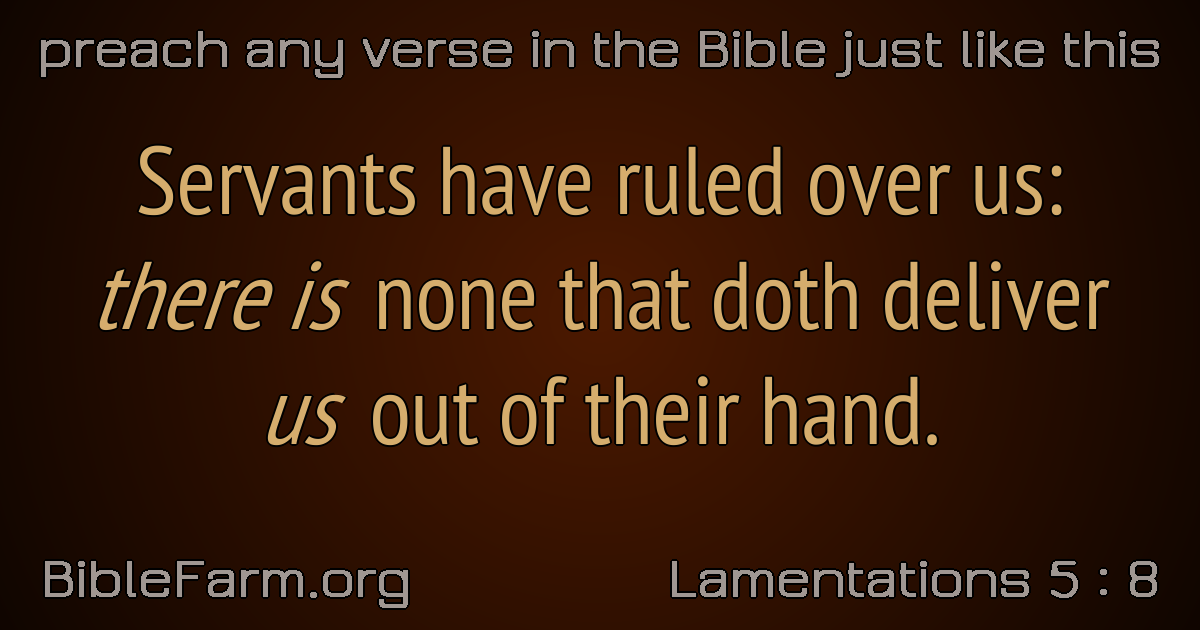 preach any verse in the Bible just like this
Servants have ruled over us:
there is none that doth deliver
us out of their hand.
BibleFarm.org
Lamentations 5 : 8